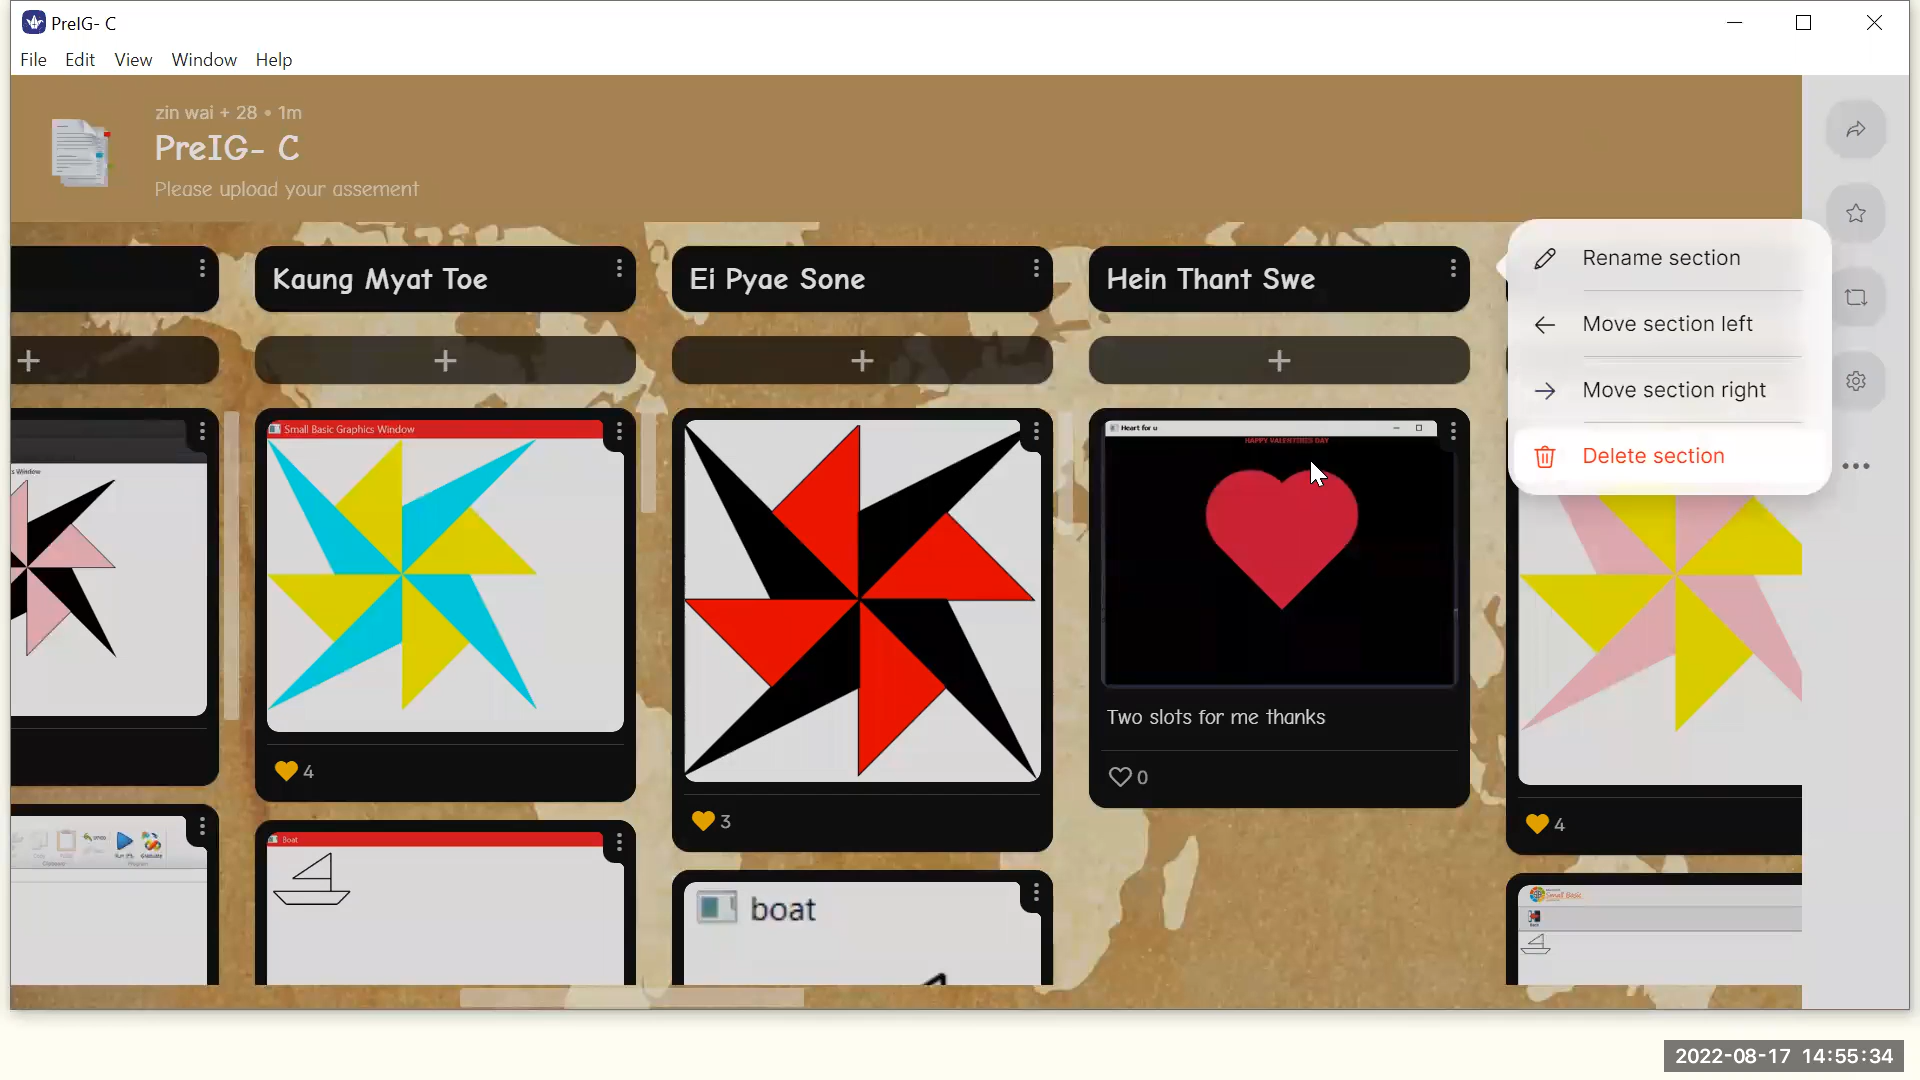 PreIG- C
File Edit View Window Help
zin wai + 28 • 1m
PreIG- C
Please upload your assement
Kaung Myat Toe
Ei Pyae Sone
Hein Thant Swe
Rename section
Move section left
Move section right
Delete section
Small Basic Graphics Window
Heart for u
HAPPY VALENTINES DAY
Two slots for me thanks
4
3
0
4
Boat
boat
Small Basic
2022-08-17 14:55:34